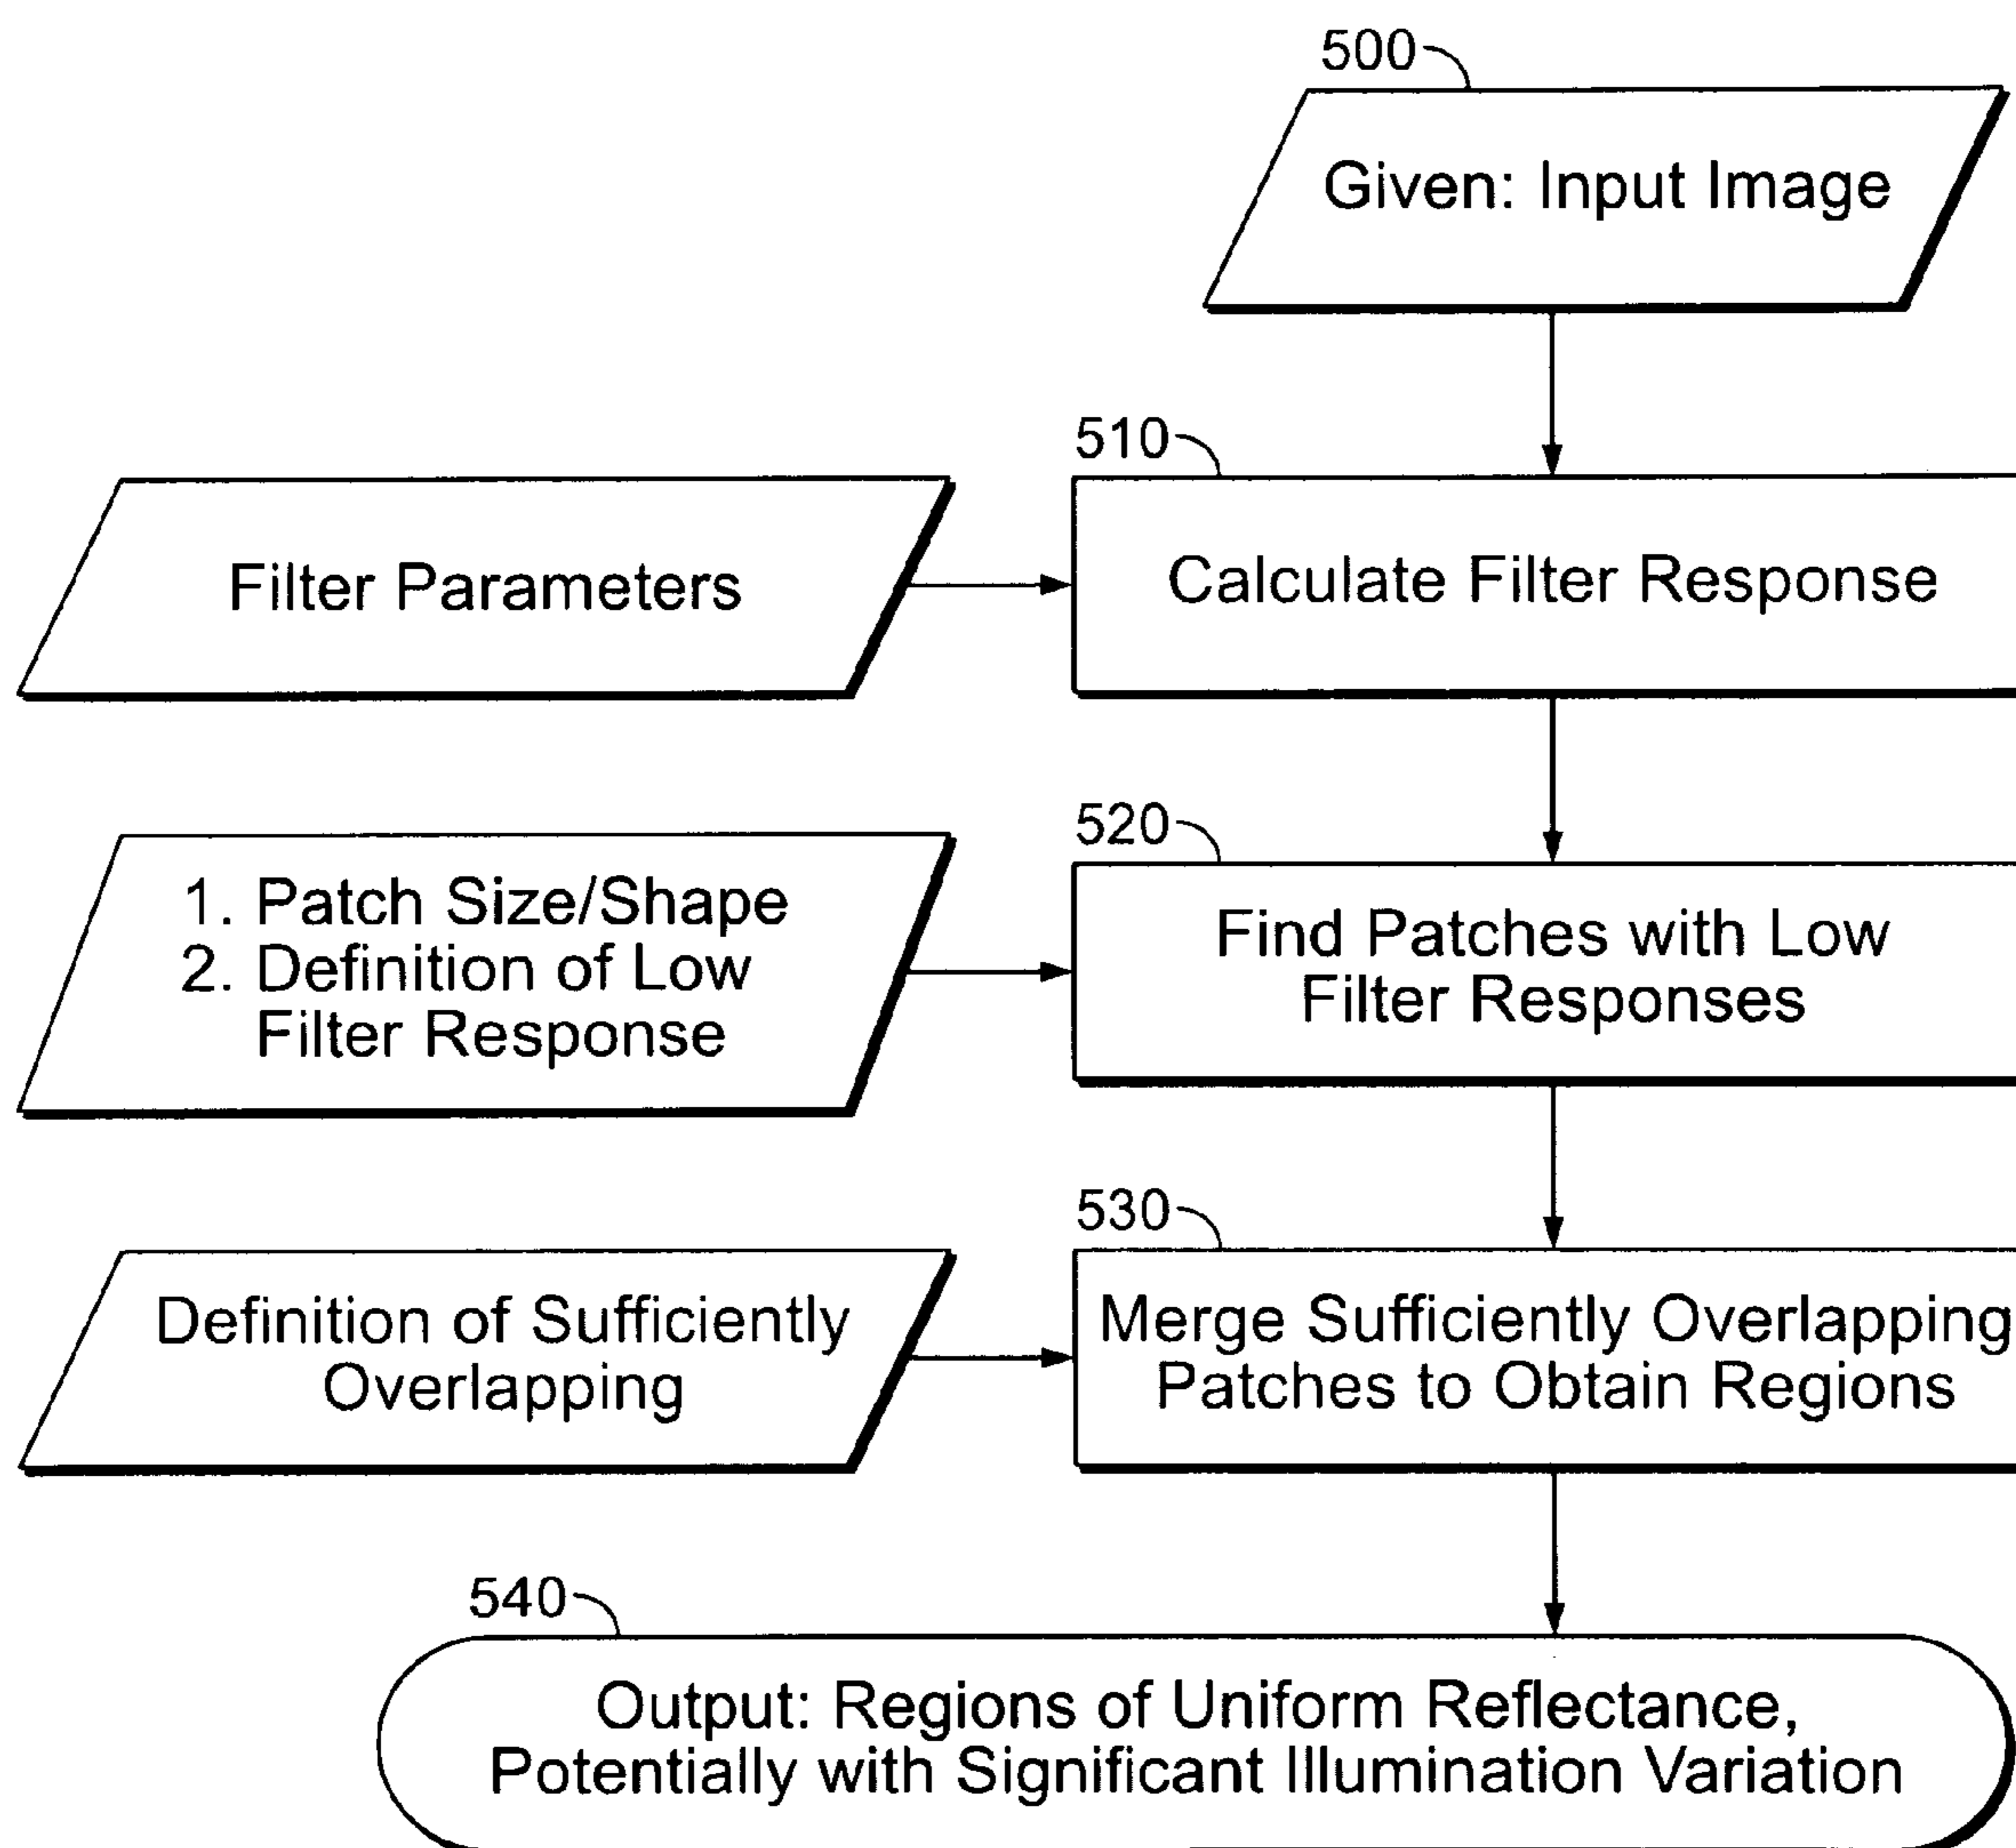 500
Given: Input Image
510
Filter Parameters
Calculate Filter Response
520
1. Patch Size/Shape
2. Definition of Low
Filter Response
Find Patches with Low
Filter Responses
530
Definition of Sufficiently
Overlapping
Merge Sufficiently Overlapping
Patches to Obtain Regions
540
Output: Regions of Uniform Reflectance,
Potentially with Significant Illumination Variation